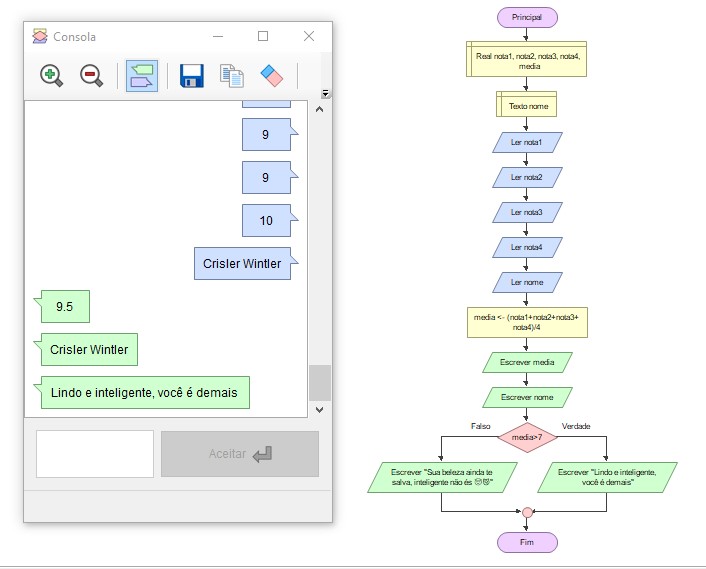 Consola
9
9
10
Crisler Wintler
9.5
Crisler Wintler
Lindo e inteligente, você é demais
Aceitar
Principal
Real nota1, nota2, nota3, nota4,
media
Texto nome
Ler nota1
Ler nota2
Ler nota3
Ler nota4
Ler nome
media <- (nota1+nota2+nota3+
nota4)/4
Escrever media
Escrever nome
Falso
media>7
Verdade
Escrever "Sua beleza ainda te
salva, inteligente não és 😔😈"
Escrever "Lindo e inteligente,
você é demais"
Fim